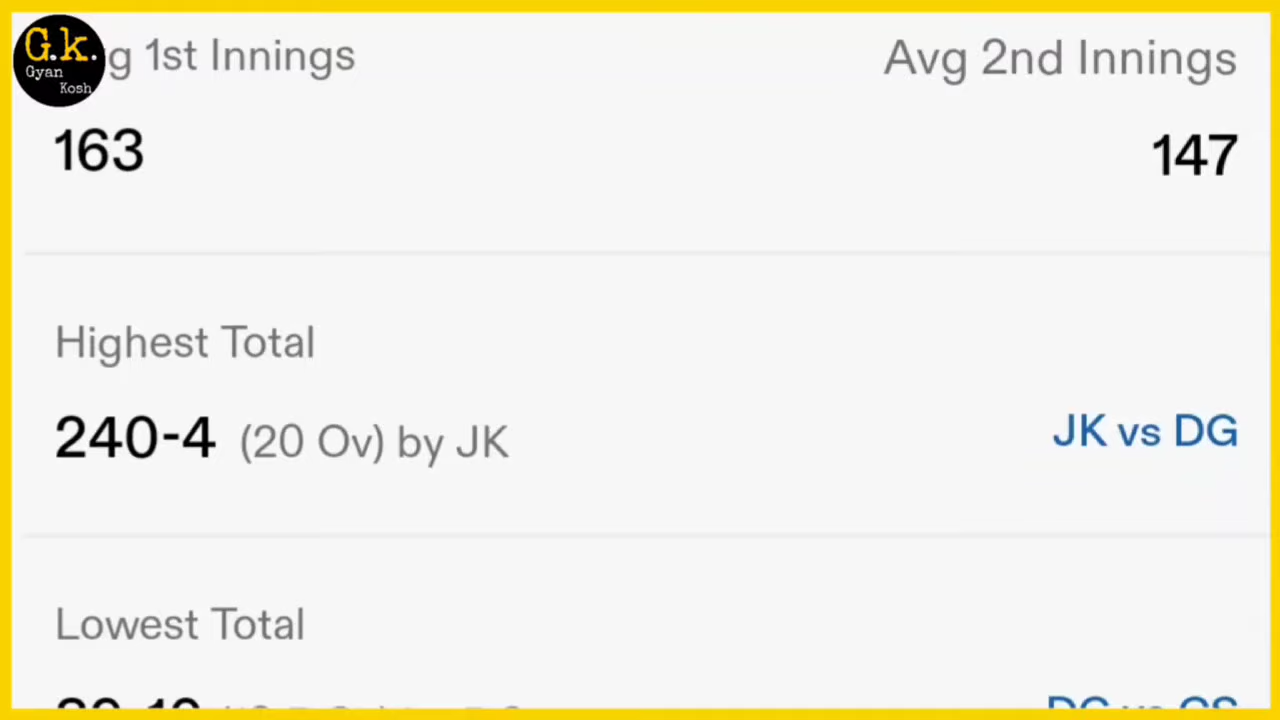 G.k.
Gyan
Kosh
g 1st Innings
Avg 2nd Innings
163
147
Highest Total
240-4 (20 Ov) by JK
JK vs DG
Lowest Total